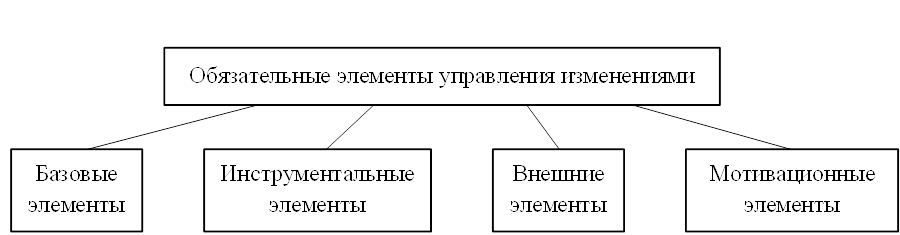 Обязательные элементы управления изменениями
Базовые
элементы
Инструментальные
элементы
Внешние
элементы
Мотивационные
элементы